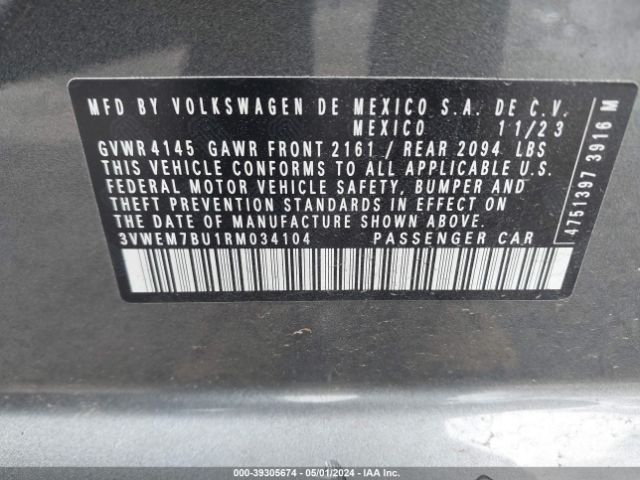 MFD BY VOLKSWAGEN DE MEXICO S.A. DE C.V.
MEXICO 11/23
GVWR 4145 GAWR FRONT 2161 / REAR 2094 LBS
THIS VEHICLE CONFORMS TO ALL APPLICABLE U.S.
FEDERAL MOTOR VEHICLE SAFETY, BUMPER AND
THEFT PREVENTION STANDARDS IN EFFECT ON
THE DATE OF MANUFACTURE SHOWN ABOVE.
3VWEM7BU1RM034104 PASSENGER CAR
4751397 3916 M
000-39305674 - 05/01/2024 - IAA Inc.